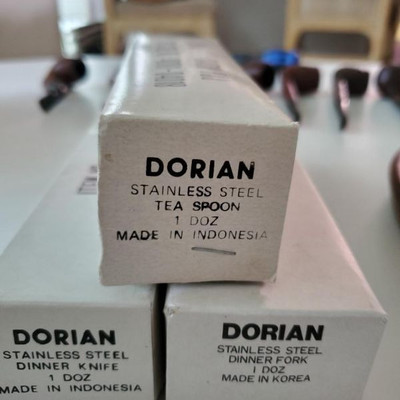 DORIAN
STAINLESS STEEL
TEA SPOON
1 DOZ
MADE IN INDONESIA
DORIAN
STAINLESS STEEL
DINNER KNIFE
1 DOZ
MADE IN INDONESIA
DORIAN
STAINLESS STEEL
DINNER FORK
1 DOZ
MADE IN KOREA